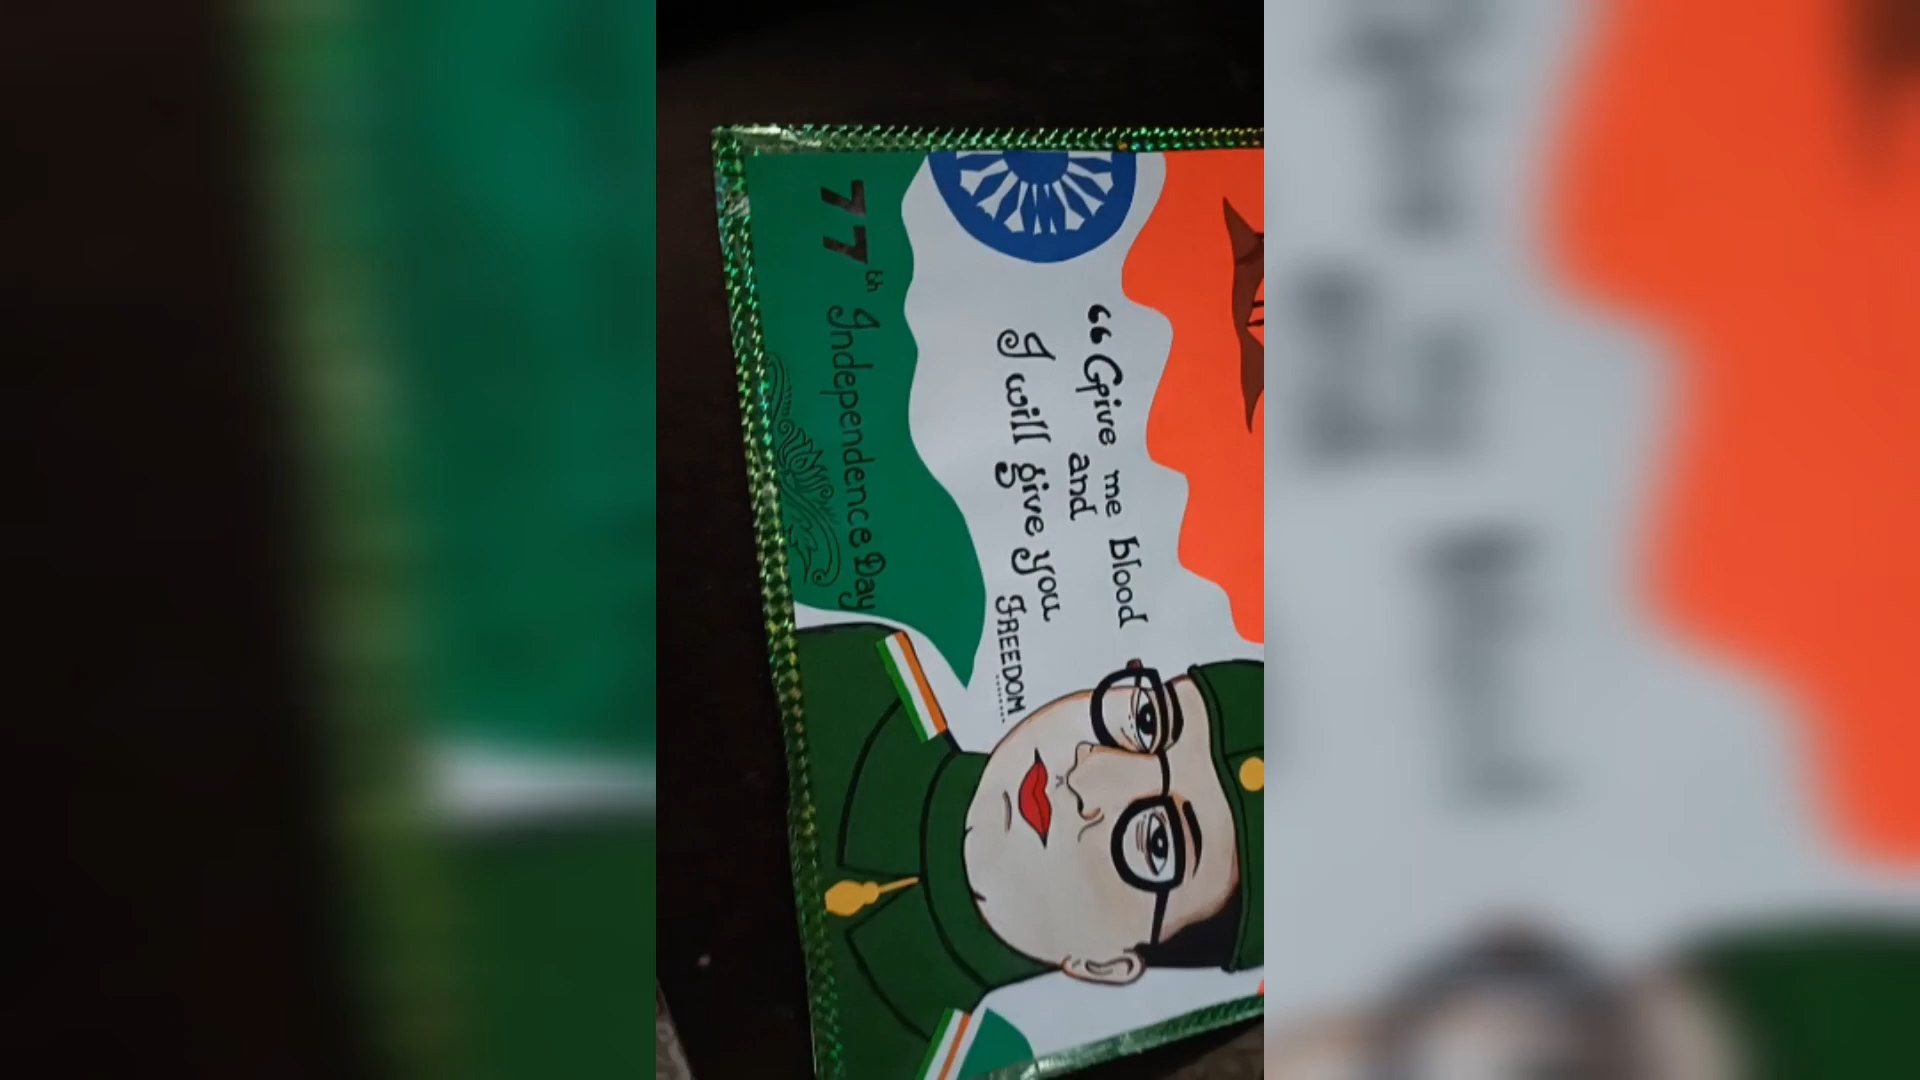 “Give me blood
and
I will give you
FREEDOM........
77th Independence Day